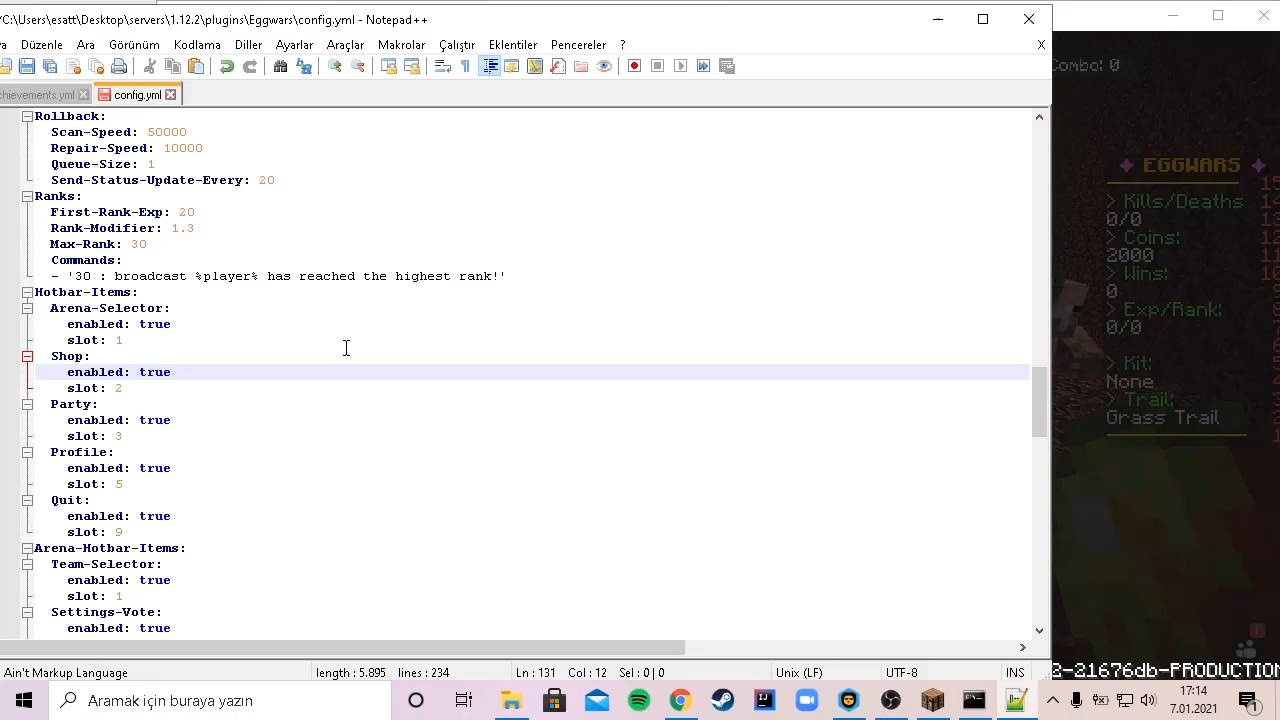 C:\Users\esatt\Desktop\servers\1.12.2\plugins\Eggwars\config.yml - Notepad++
Düzenle Ara Görünüm Kodlama Diller Ayarlar Araçlar Makrolar Çalıştır Eklentiler Pencereler ? X
chievements.yml config.yml
Rollback:
Scan-Speed: 50000
Repair-Speed: 10000
Queue-Size: 1
Send-Status-Update-Every: 20
Ranks:
First-Rank-Exp: 20
Rank-Modifier: 1.3
Max-Rank: 30
Commands:
- '30 : broadcast %player% has reached the highest rank!'
Hotbar-Items:
Arena-Selector:
enabled: true
slot: 1
Shop:
enabled: true
slot: 2
Party:
enabled: true
slot: 3
Profile:
enabled: true
slot: 5
Quit:
enabled: true
slot: 9
Arena-Hotbar-Items:
Team-Selector:
enabled: true
slot: 1
Settings-Vote:
enabled: true
Ain't Markup Language length : 5.895 lines : 234 Ln : 131 Col : 12 Sel : 0 | 0 Unix (LF) UTF-8 INS
Combo: 0
EGGWARS
> Kills/Deaths
0/0
> Coins:
2000
> Wins:
0
> Exp/Rank:
0/0
> Kit:
None
> Trail:
Grass Trail
2-21676db-PRODUCTION
Aramak için buraya yazın
17:14
7.01.2021